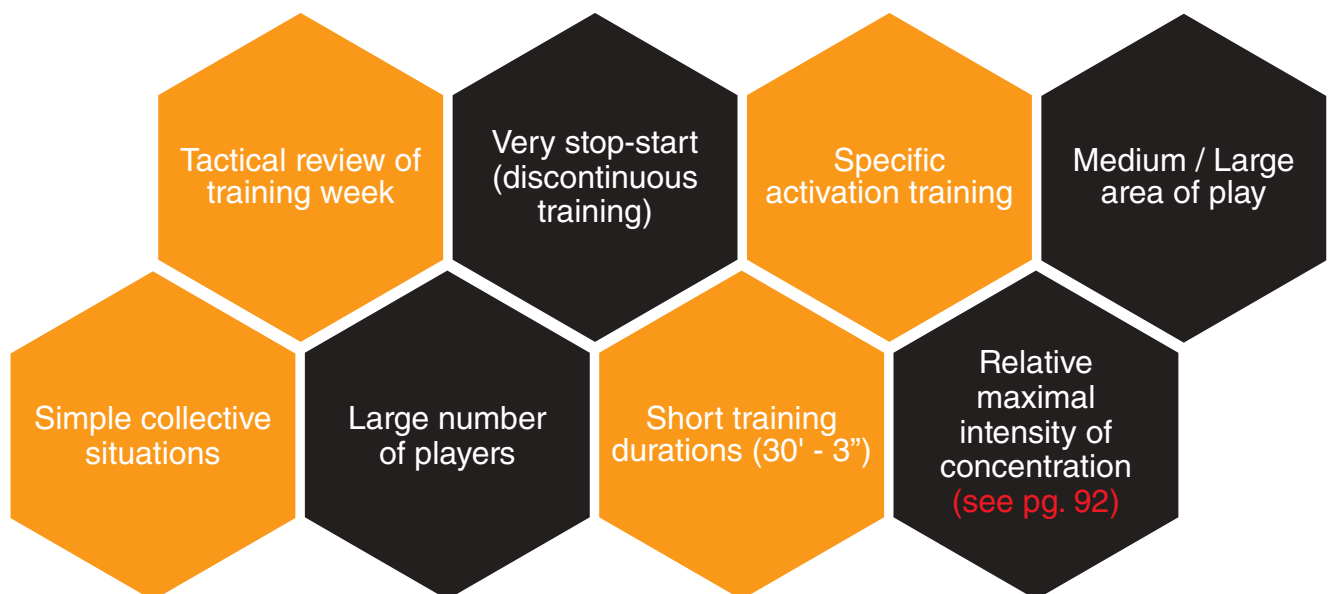 Tactical review of
training week
Very stop-start
(discontinuous
training)
Specific
activation training
Medium / Large
area of play
Simple collective
situations
Large number
of players
Short training
durations (30' - 3”)
Relative
maximal
intensity of
concentration
(see pg. 92)